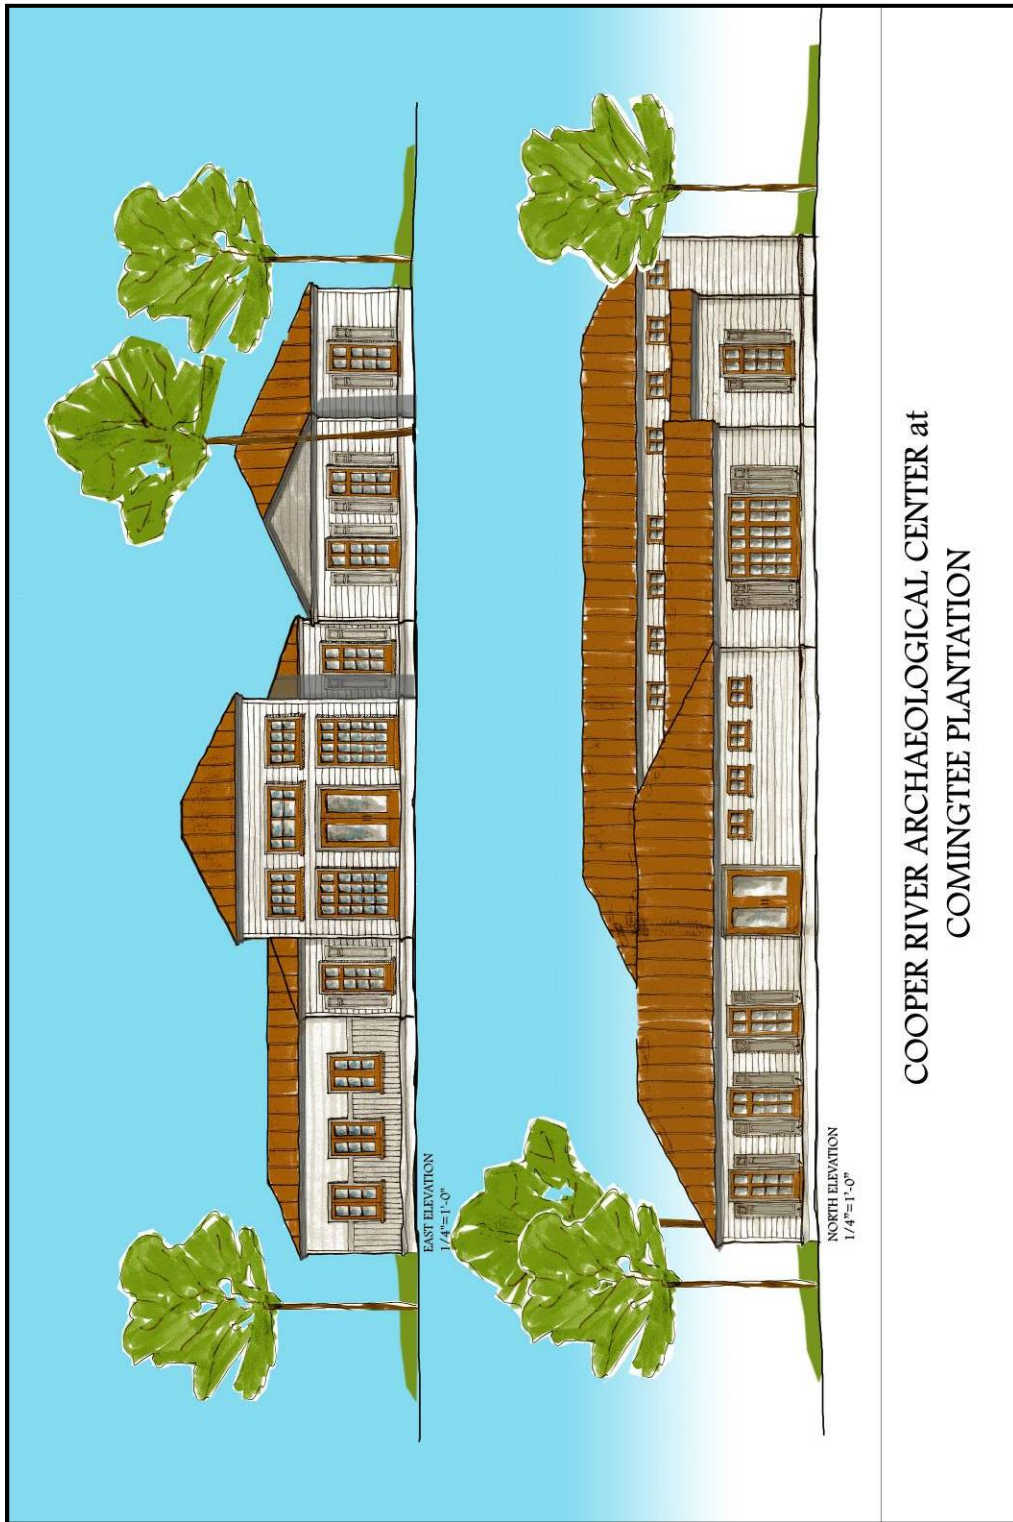 EAST ELEVATION
1/4"=1'-0"
NORTH ELEVATION
1/4"=1'-0"
COOPER RIVER ARCHAEOLOGICAL CENTER at
COMINGTEE PLANTATION